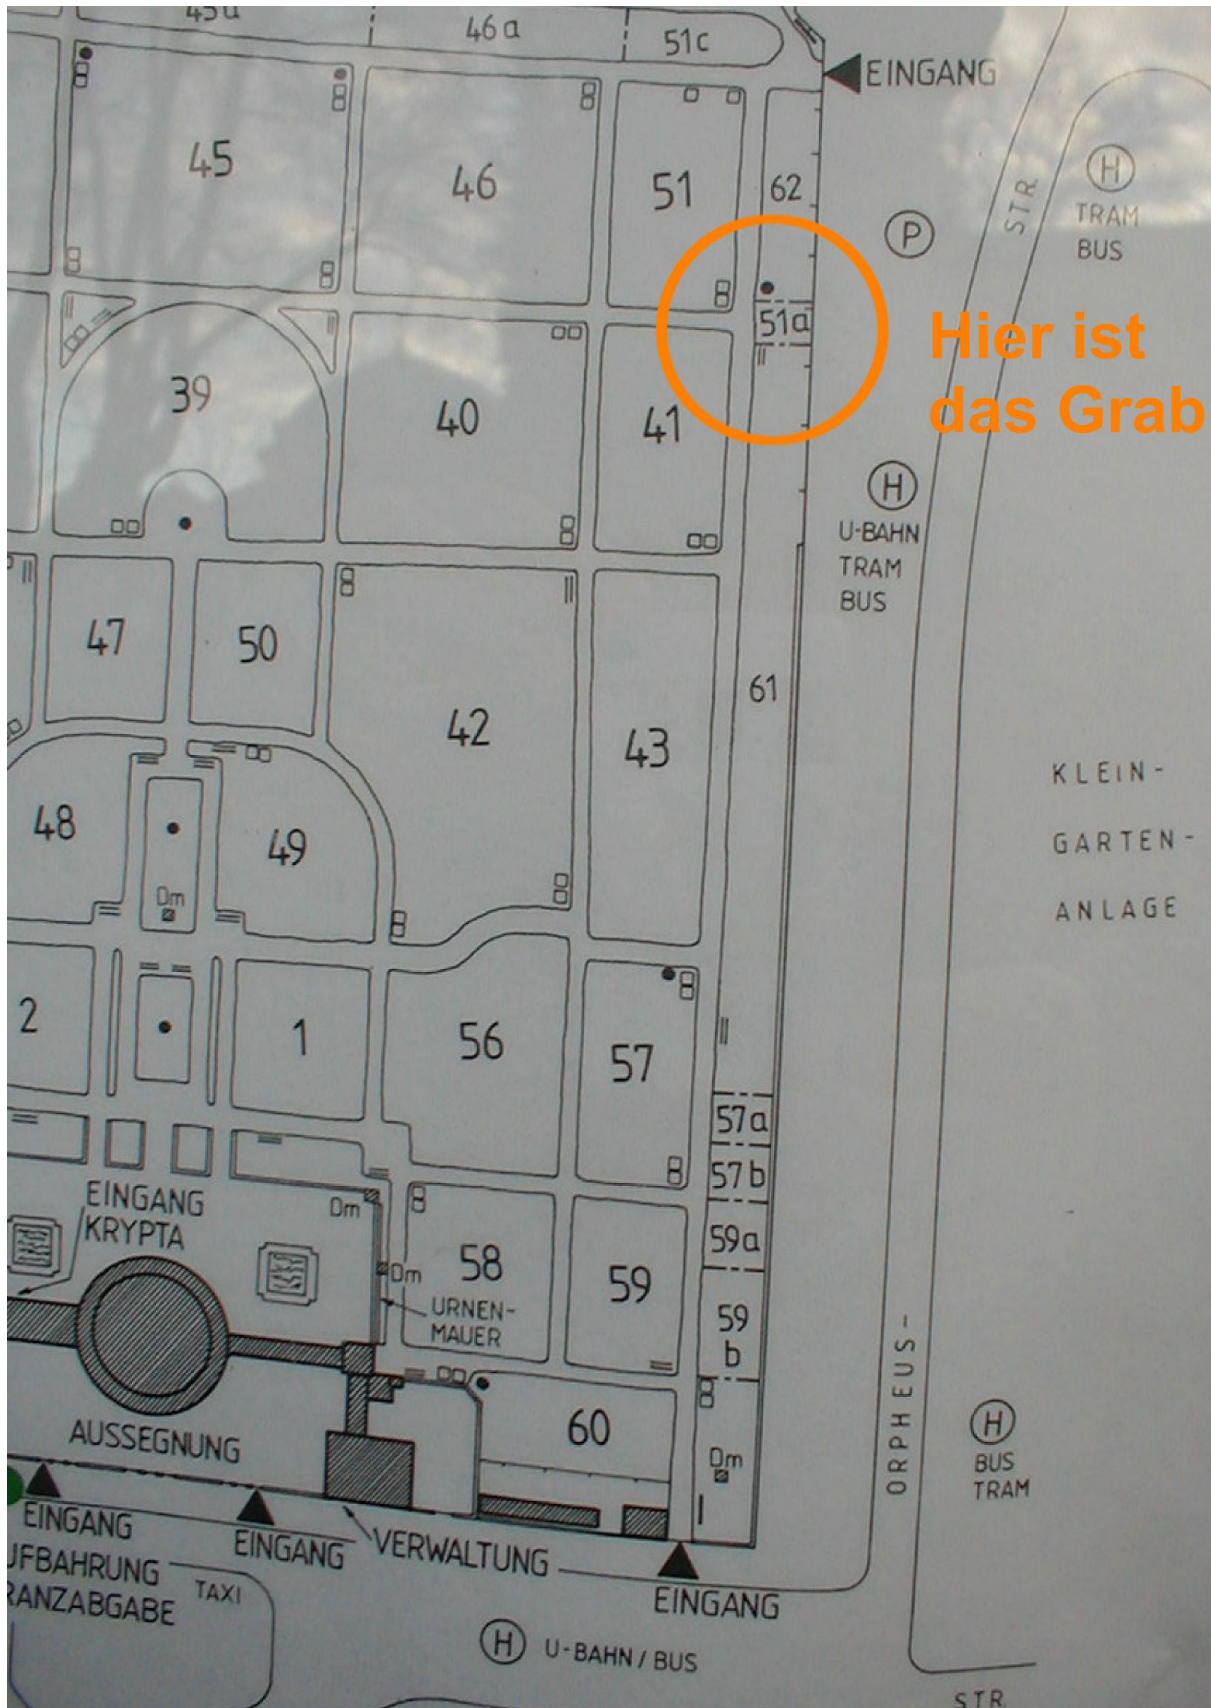 45a
46a
51c
EINGANG
45
46
51
62
P
H
TRAM
BUS
STR.
51a
Hier ist
das Grab
39
40
41
H
U-BAHN
TRAM
BUS
47
50
42
43
61
KLEIN-
GARTEN-
ANLAGE
48
49
Dm
2
1
56
57
57a
57b
EINGANG
KRYPTA
Dm
Dm
58
59
59a
URNEN-
MAUER
59
b
ORPHEUS-
AUSSEGNUNG
60
Dm
H
BUS
TRAM
EINGANG
EINGANG
VERWALTUNG
EINGANG
UFBAHRUNG
RANZABGABE
TAXI
H U-BAHN / BUS
STR